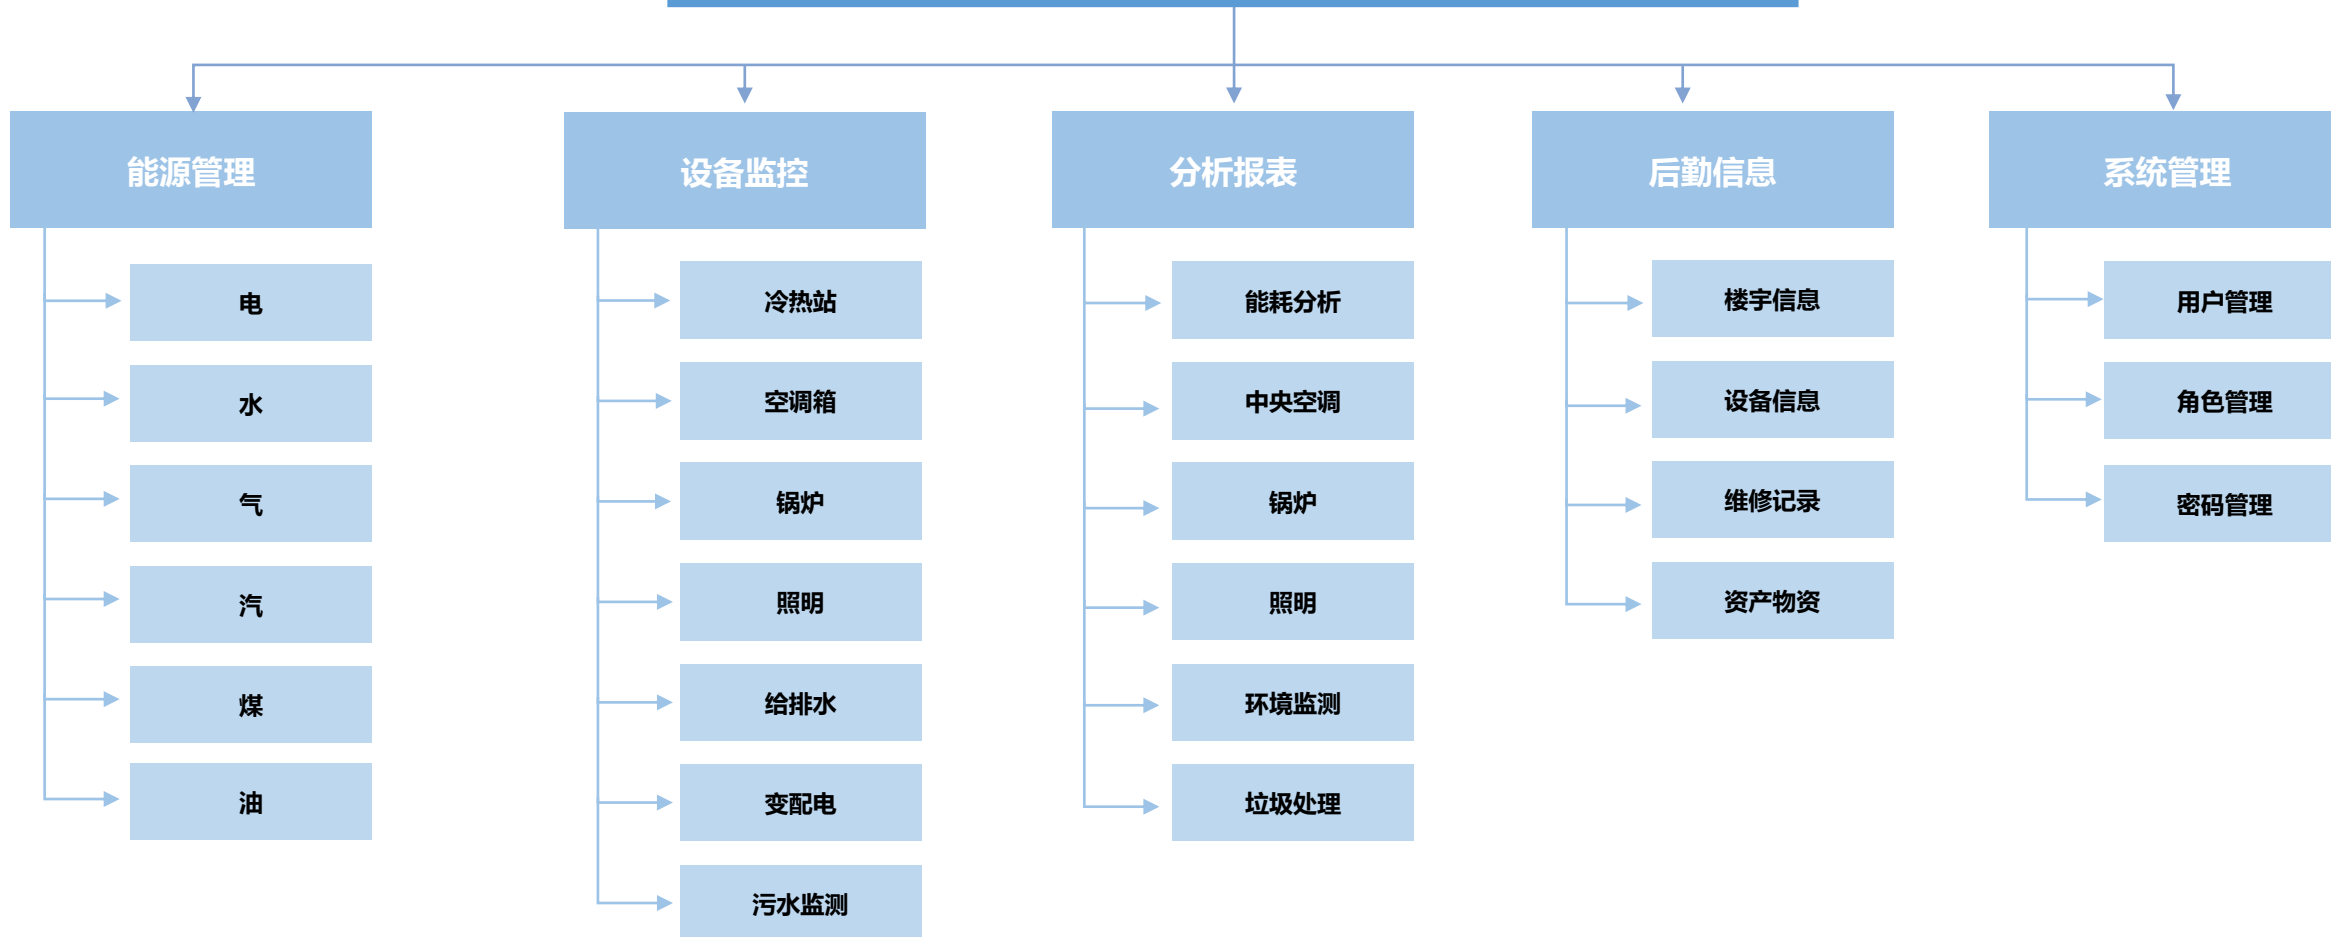 能源管理
电
水
气
汽
煤
油
设备监控
冷热站
空调箱
锅炉
照明
给排水
变配电
污水监测
分析报表
能耗分析
中央空调
锅炉
照明
环境监测
垃圾处理
后勤信息
楼宇信息
设备信息
维修记录
资产物资
系统管理
用户管理
角色管理
密码管理